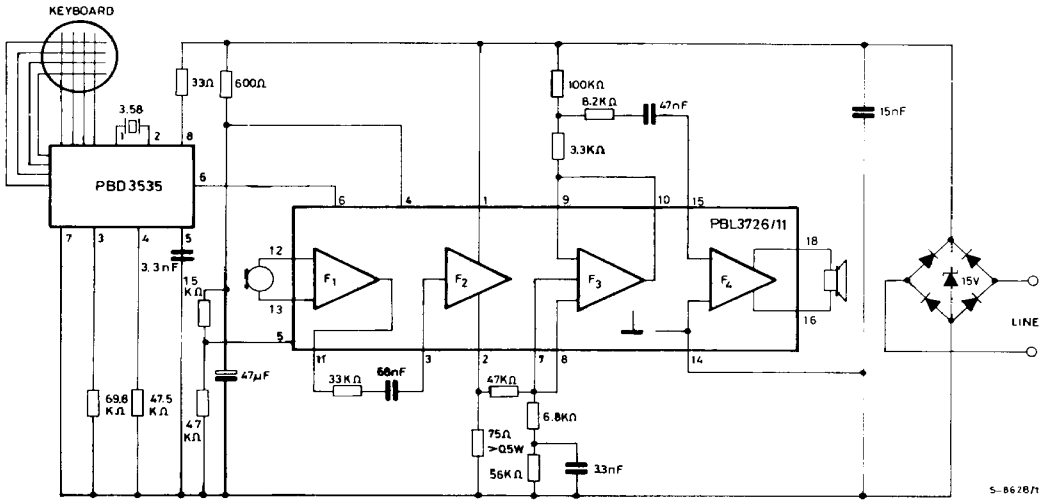 KEYBOARD
33Ω
600Ω
100KΩ
8.2KΩ
47nF
15nF
3.58
1
2
8
3.3KΩ
PBD3535
6
6
4
1
9
10
15
PBL3726/11
7
3
4
5
3.3nF
12
13
F1
F2
F3
F4
18
16
15V
LINE
15
KΩ
5
11
3
2
7
8
14
33KΩ
68nF
47KΩ
47μF
69.8
KΩ
47.5
KΩ
47
KΩ
75Ω
>0.5W
6.8KΩ
56KΩ
3.3nF
S-8628/1